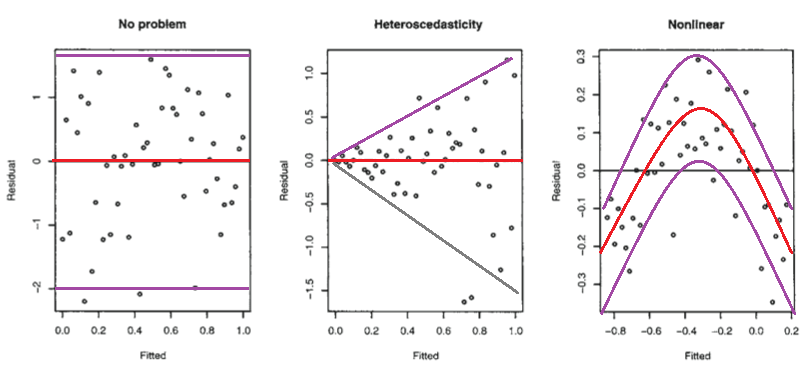 No problem
Residual
1
0
−1
−2
0.0 0.2 0.4 0.6 0.8 1.0
Fitted
Heteroscedasticity
Residual
1.0
0.5
0.0
−0.5
−1.0
−1.5
0.0 0.2 0.4 0.6 0.8 1.0
Fitted
Nonlinear
Residual
0.3
0.2
0.1
0.0
−0.1
−0.2
−0.3
−0.8 −0.6 −0.4 −0.2 0.0 0.2
Fitted